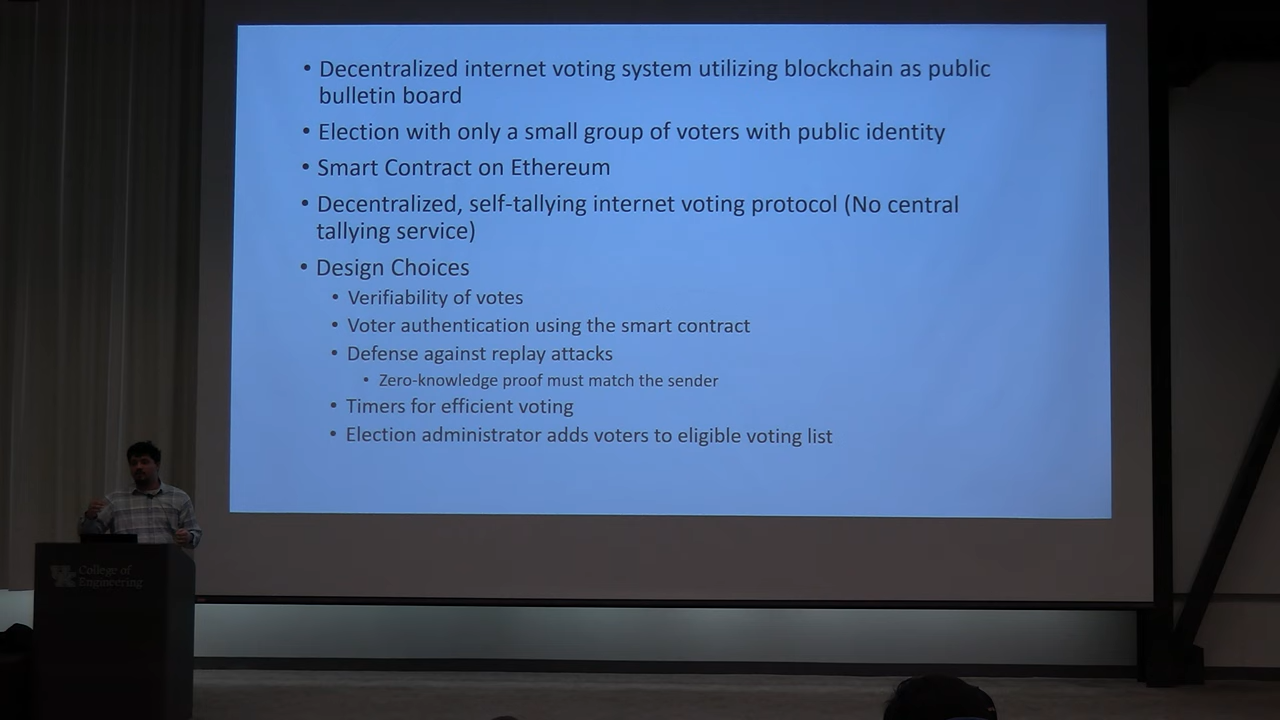 • Decentralized internet voting system utilizing blockchain as public
bulletin board
• Election with only a small group of voters with public identity
• Smart Contract on Ethereum
• Decentralized, self-tallying internet voting protocol (No central
tallying service)
• Design Choices
• Verifiability of votes
• Voter authentication using the smart contract
• Defense against replay attacks
• Zero-knowledge proof must match the sender
• Timers for efficient voting
• Election administrator adds voters to eligible voting list
UK College of
Engineering